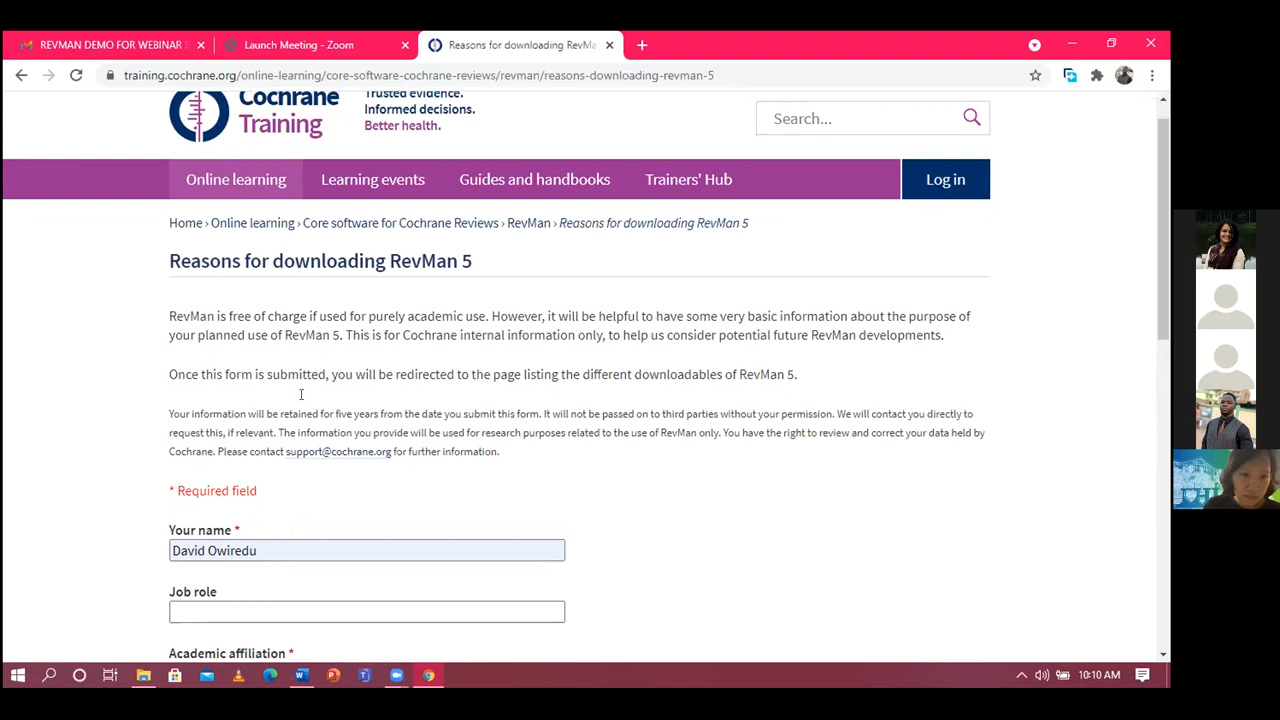 REVMAN DEMO FOR WEBINAR S
Launch Meeting - Zoom
Reasons for downloading RevMa
training.cochrane.org/online-learning/core-software-cochrane-reviews/revman/reasons-downloading-revman-5
Cochrane
Training
Trusted evidence.
Informed decisions.
Better health.
Search...
Online learning
Learning events
Guides and handbooks
Trainers' Hub
Log in
Home › Online learning › Core software for Cochrane Reviews › RevMan › Reasons for downloading RevMan 5
Reasons for downloading RevMan 5
RevMan is free of charge if used for purely academic use. However, it will be helpful to have some very basic information about the purpose of
your planned use of RevMan 5. This is for Cochrane internal information only, to help us consider potential future RevMan developments.
Once this form is submitted, you will be redirected to the page listing the different downloadables of RevMan 5.
Your information will be retained for five years from the date you submit this form. It will not be passed on to third parties without your permission. We will contact you directly to
request this, if relevant. The information you provide will be used for research purposes related to the use of RevMan only. You have the right to review and correct your data held by
Cochrane. Please contact support@cochrane.org for further information.
* Required field
Your name *
David Owiredu
Job role
Academic affiliation *
10:10 AM